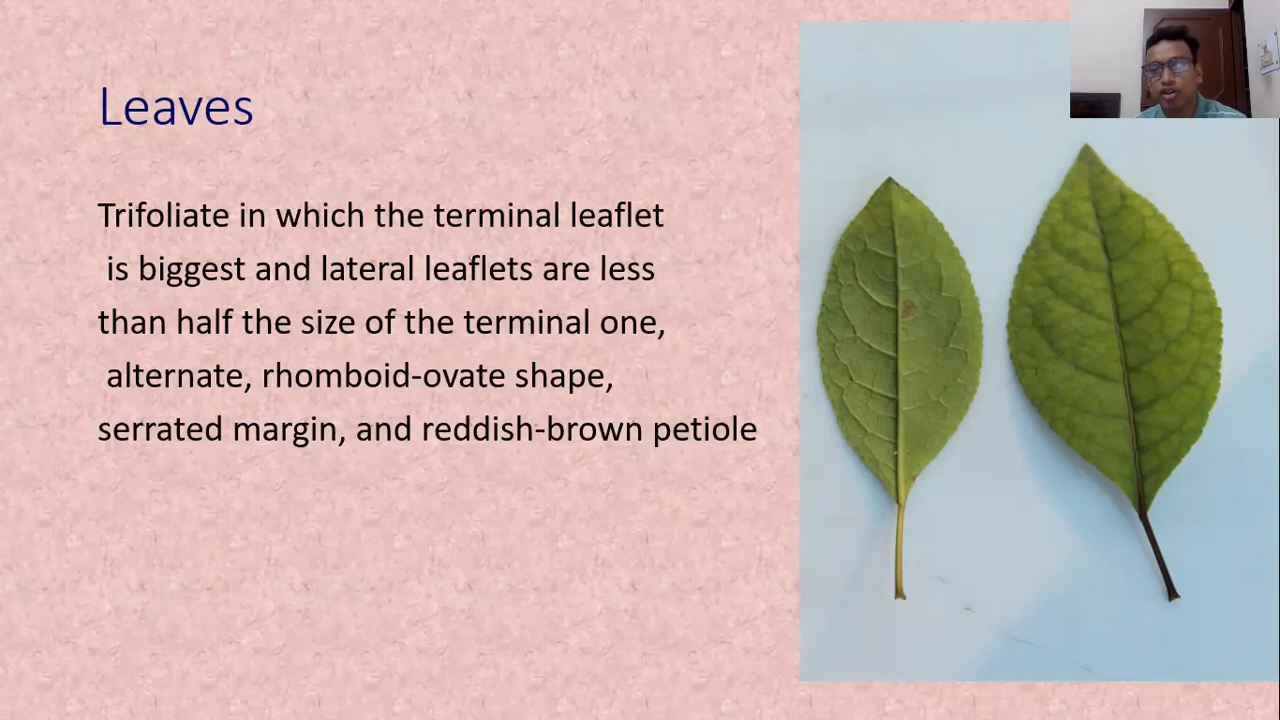 Leaves
Trifoliate in which the terminal leaflet
is biggest and lateral leaflets are less
than half the size of the terminal one,
alternate, rhomboid-ovate shape,
serrated margin, and reddish-brown petiole